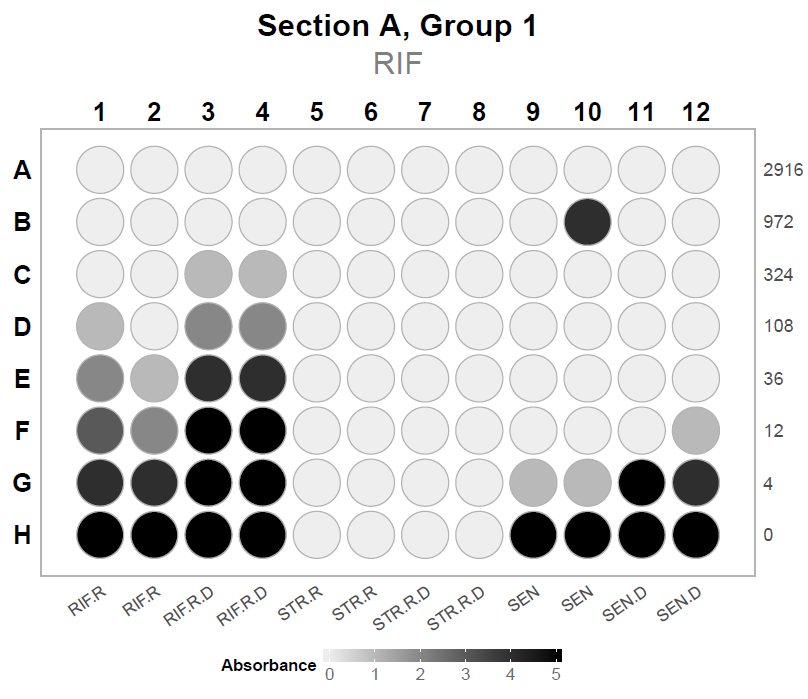 Section A, Group 1
RIF
1 2 3 4 5 6 7 8 9 10 11 12
A 2916
B 972
C 324
D 108
E 36
F 12
G 4
H 0
RIF.R RIF.R RIF.R.D RIF.R.D STR.R STR.R STR.R.D STR.R.D SEN SEN SEN.D SEN.D
Absorbance
0 1 2 3 4 5